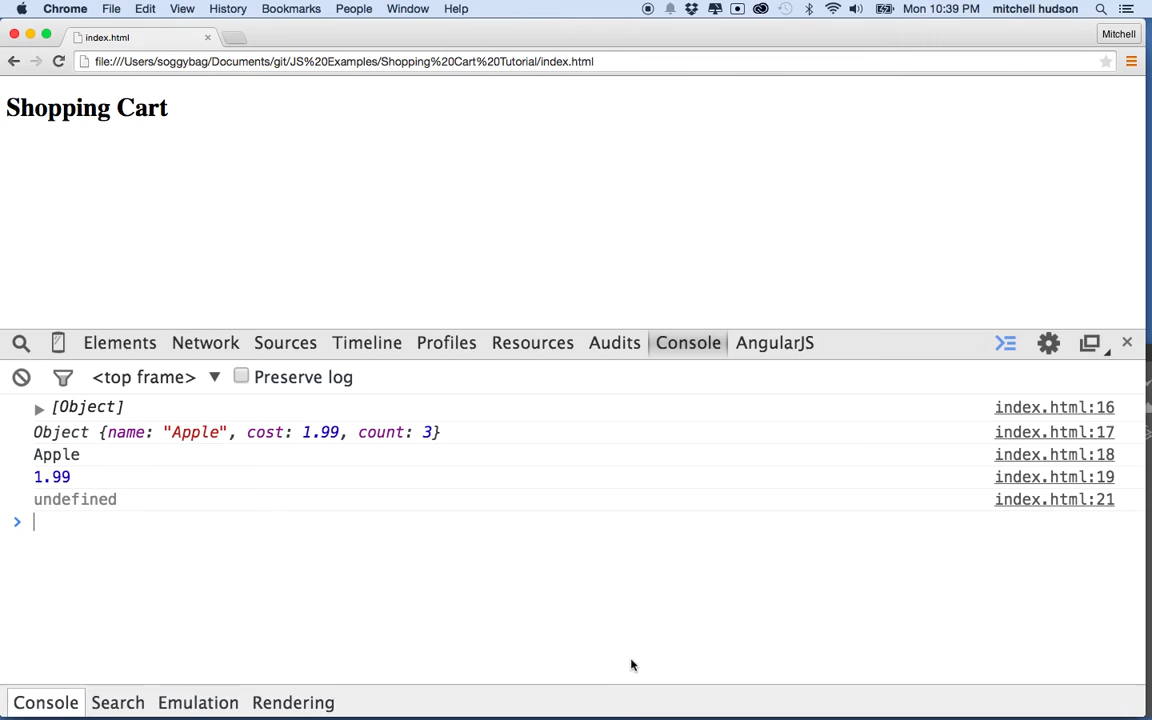 Chrome File Edit View History Bookmarks People Window Help Mon 10:39 PM mitchell hudson
index.html Mitchell
file:///Users/soggybag/Documents/git/JS%20Examples/Shopping%20Cart%20Tutorial/index.html
Shopping Cart
Elements Network Sources Timeline Profiles Resources Audits Console AngularJS
<top frame> Preserve log
[Object] index.html:16
Object {name: "Apple", cost: 1.99, count: 3} index.html:17
Apple index.html:18
1.99 index.html:19
undefined index.html:21
Console Search Emulation Rendering